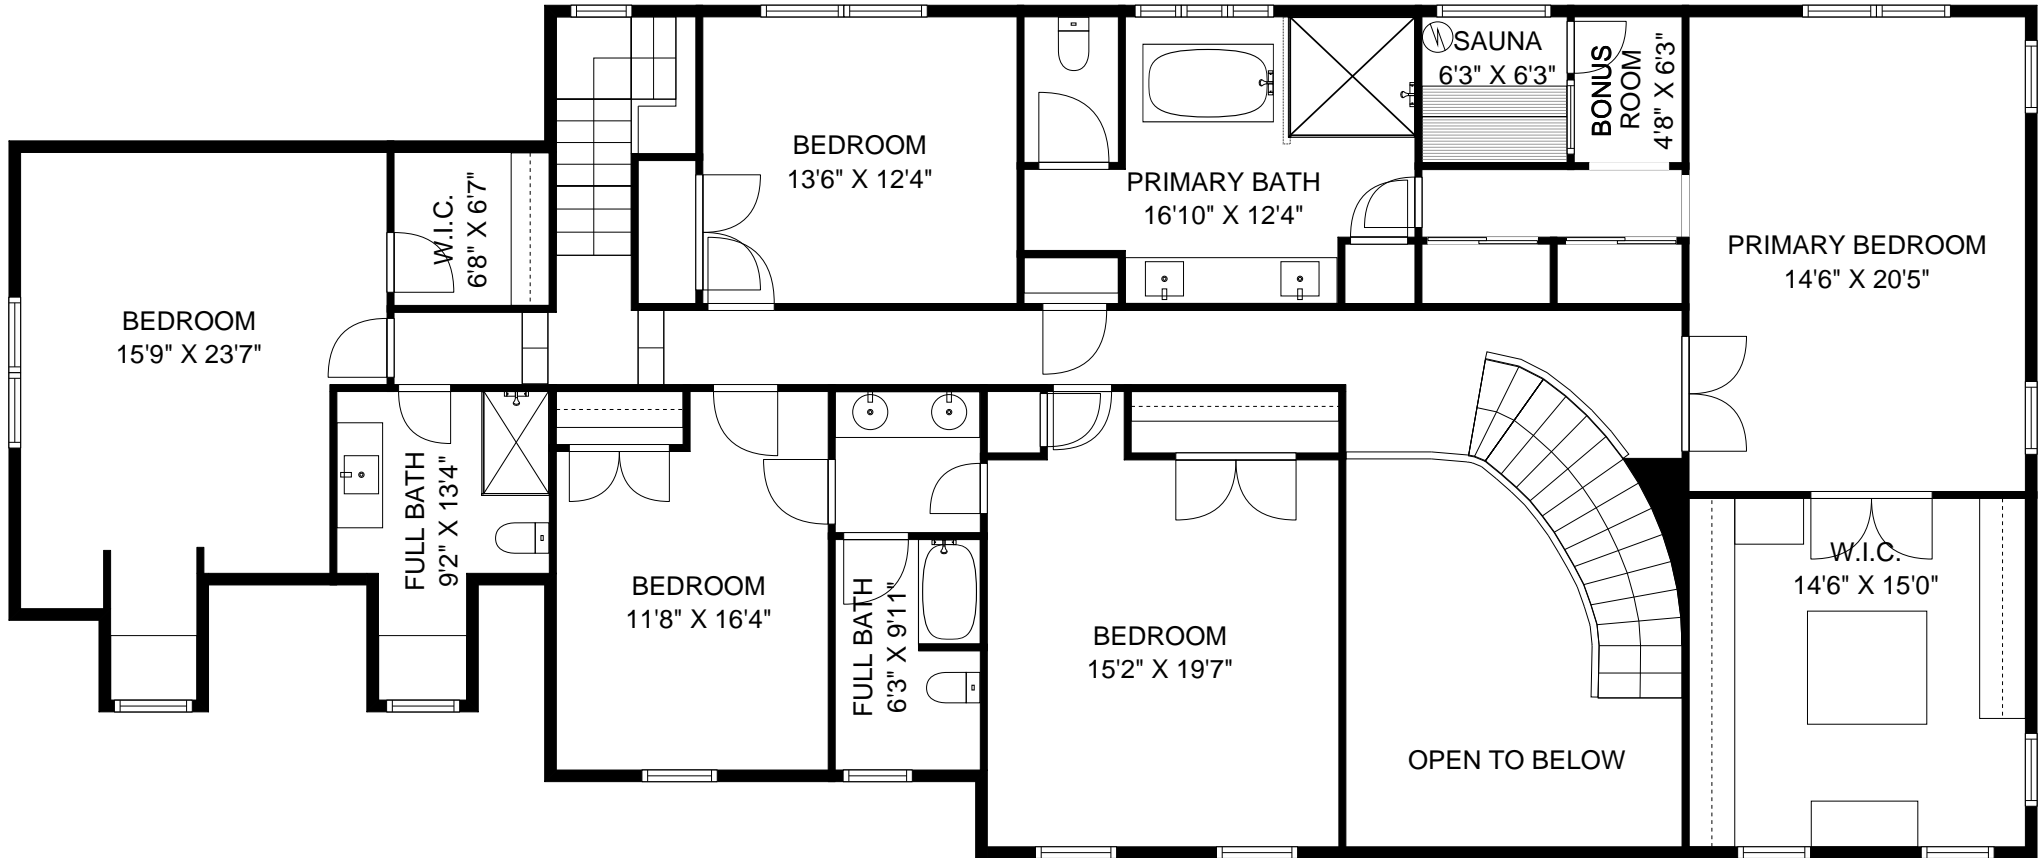 SAUNA
6'3" X 6'3"
BONUS
ROOM
4'8" X 6'3"
BEDROOM
13'6" X 12'4"
PRIMARY BATH
16'10" X 12'4"
W.I.C.
6'8" X 6'7"
PRIMARY BEDROOM
14'6" X 20'5"
BEDROOM
15'9" X 23'7"
FULL BATH
9'2" X 13'4"
BEDROOM
11'8" X 16'4"
FULL BATH
6'3" X 9'11"
BEDROOM
15'2" X 19'7"
W.I.C.
14'6" X 15'0"
OPEN TO BELOW